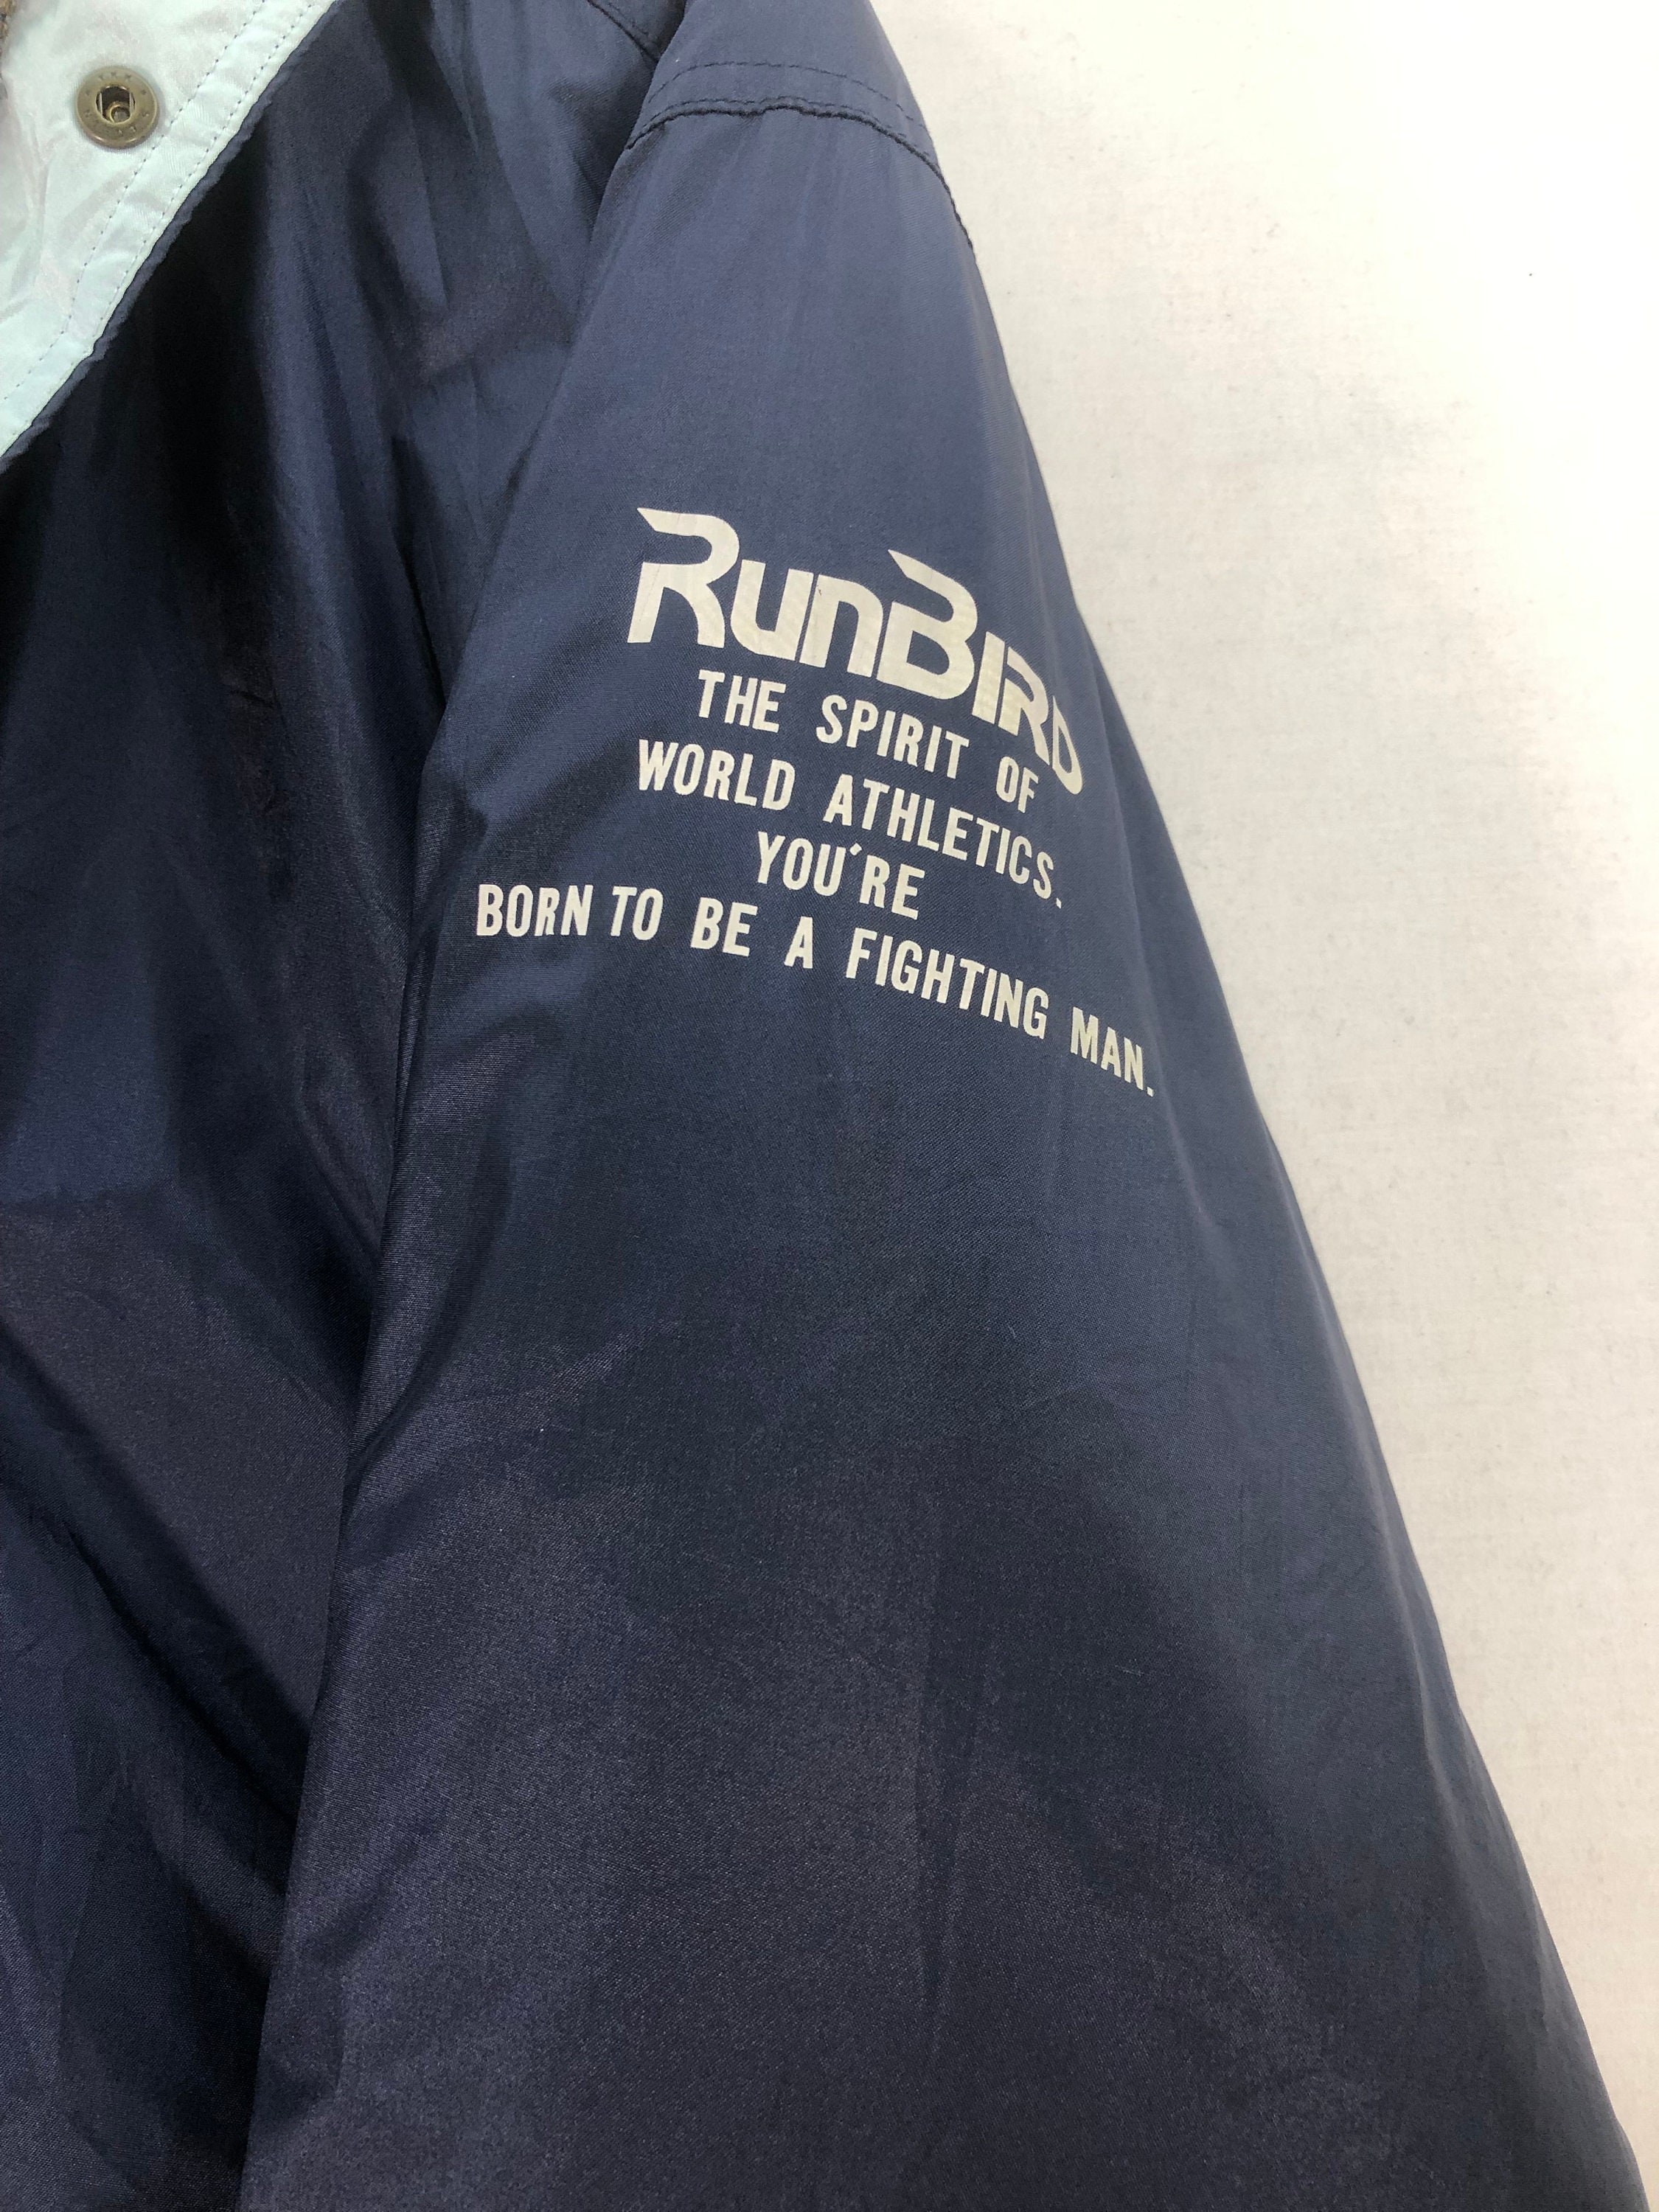 RUNBIRD
THE SPIRIT OF
WORLD ATHLETICS.
YOU'RE
BORN TO BE A FIGHTING MAN.